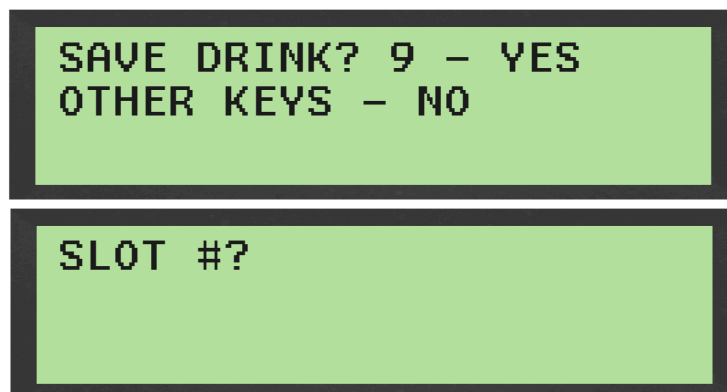 SAVE DRINK? 9 – YES
OTHER KEYS – NO
SLOT #?